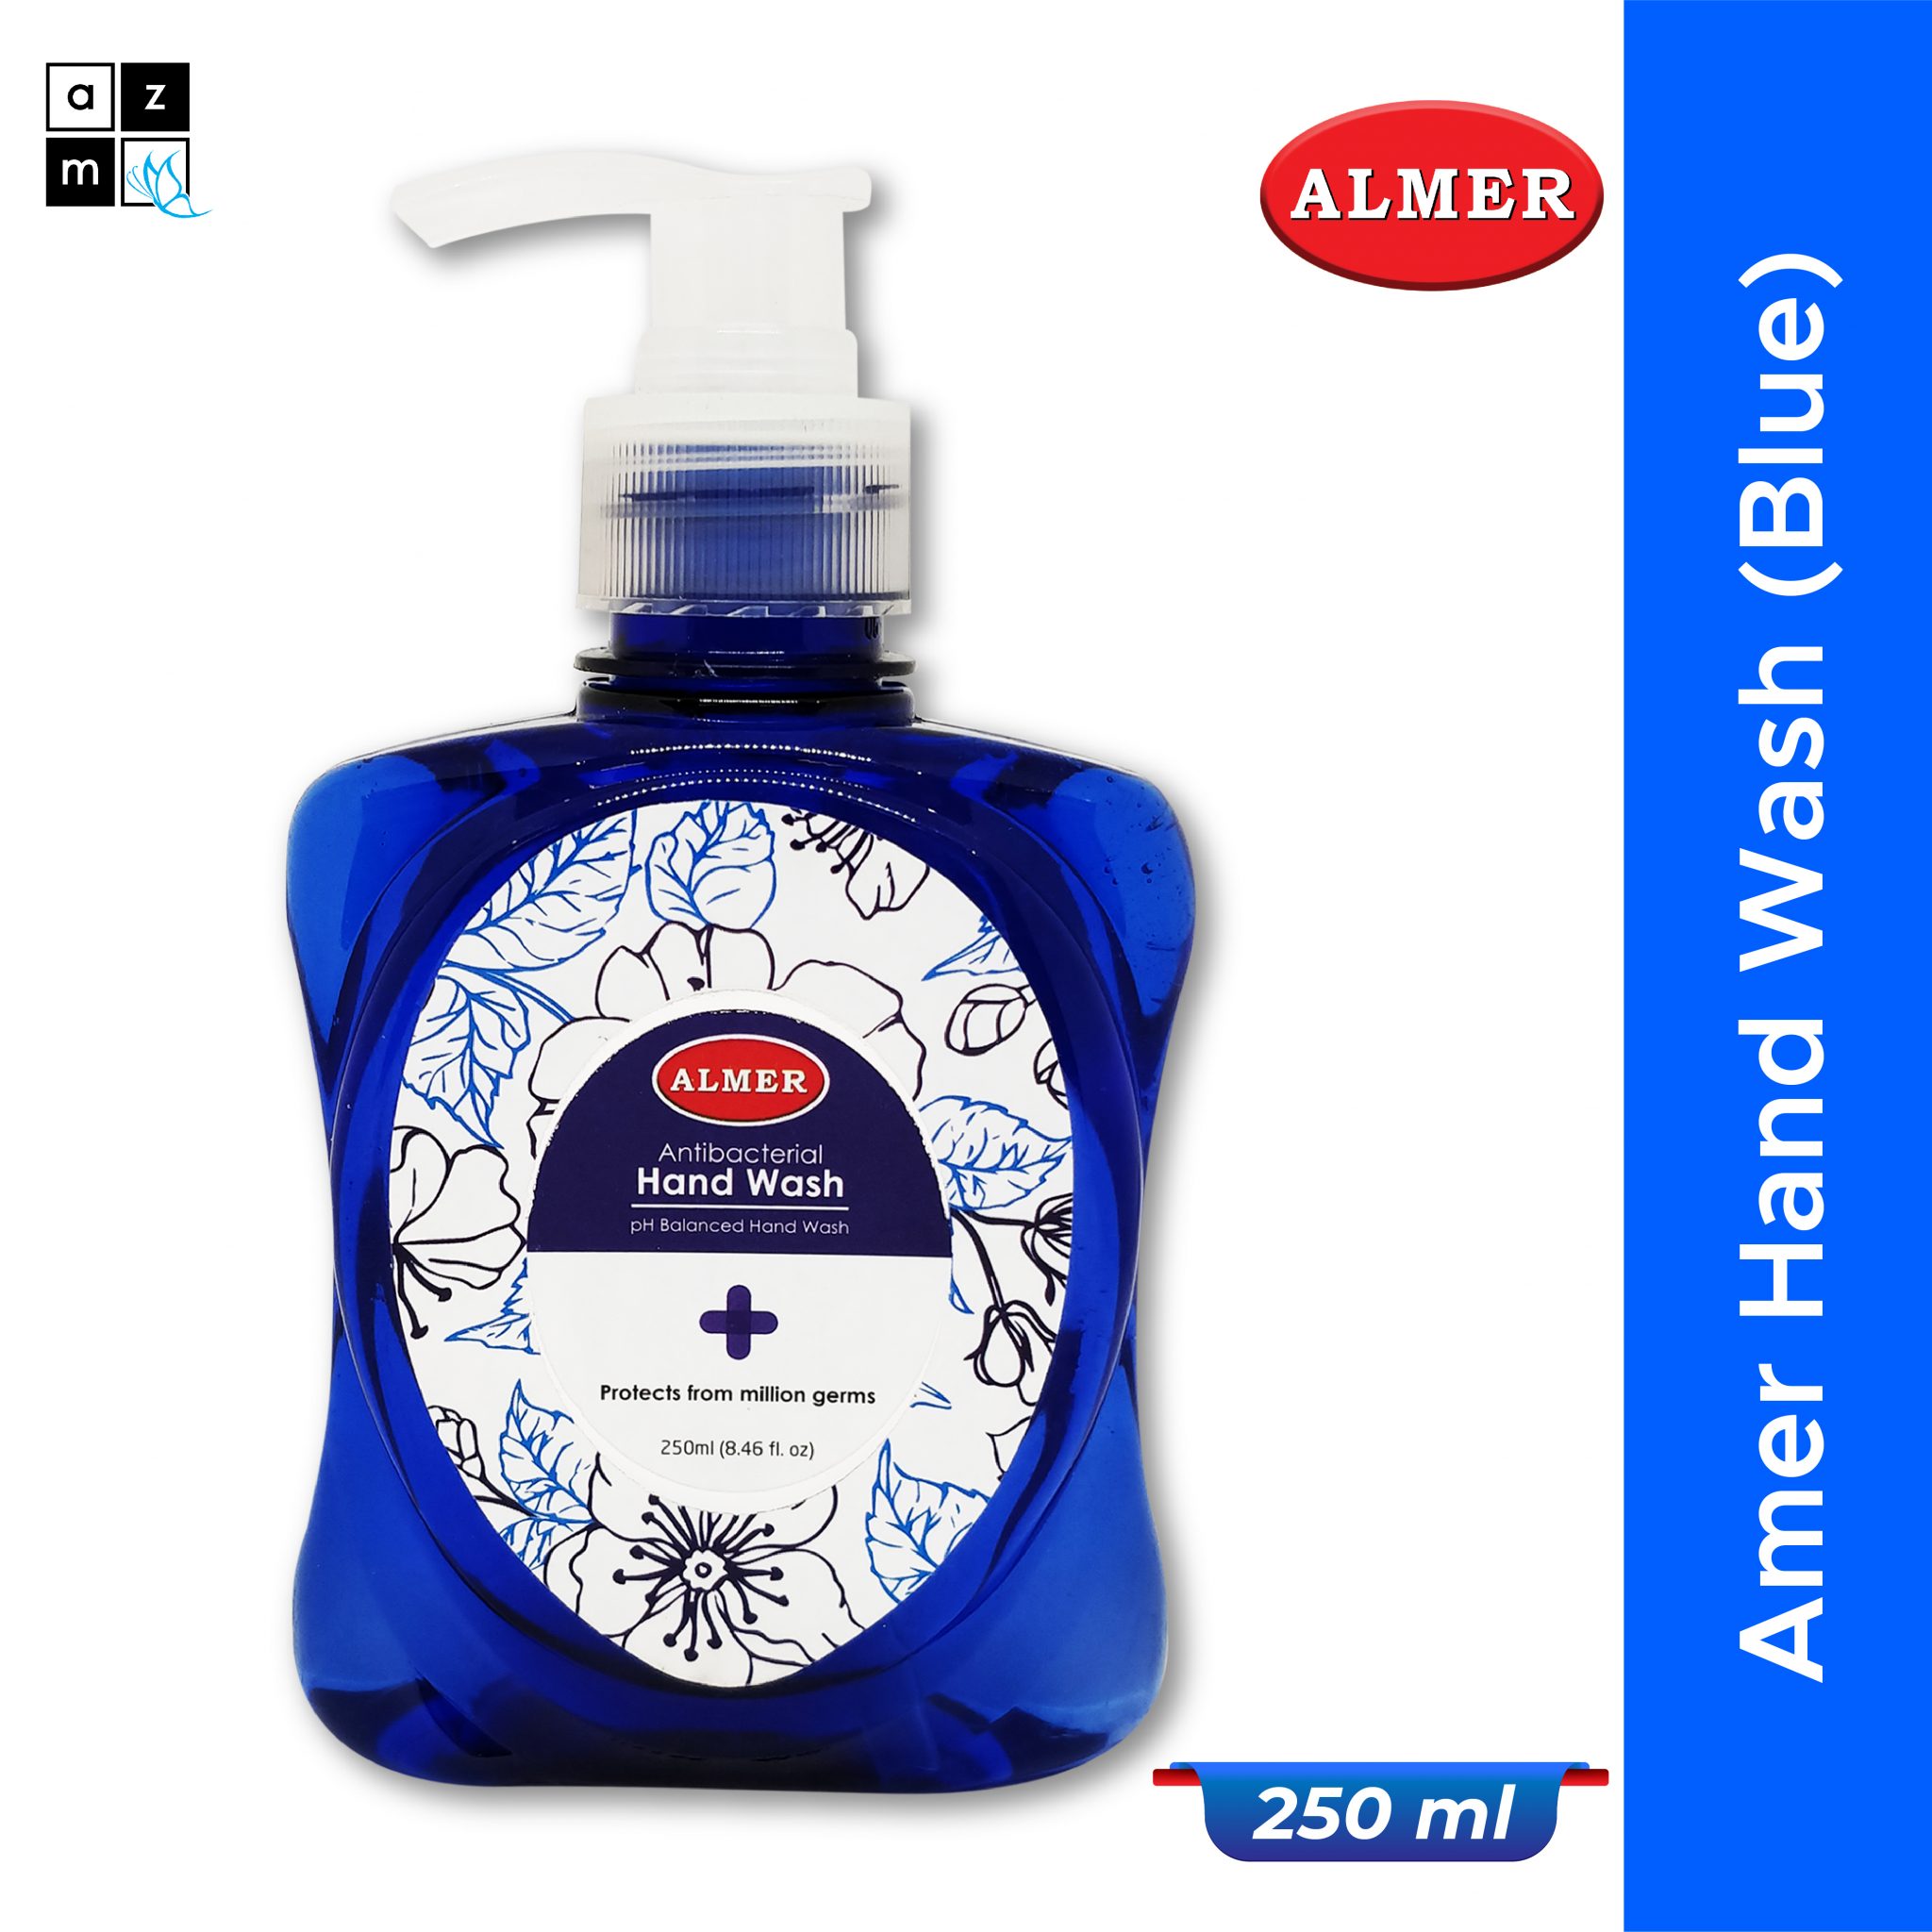 a z
m
ALMER
Amer Hand Wash (Blue)
ALMER
Antibacterial
Hand Wash
pH Balanced Hand Wash
Protects from million germs
250ml (8.46 fl. oz)
250 ml